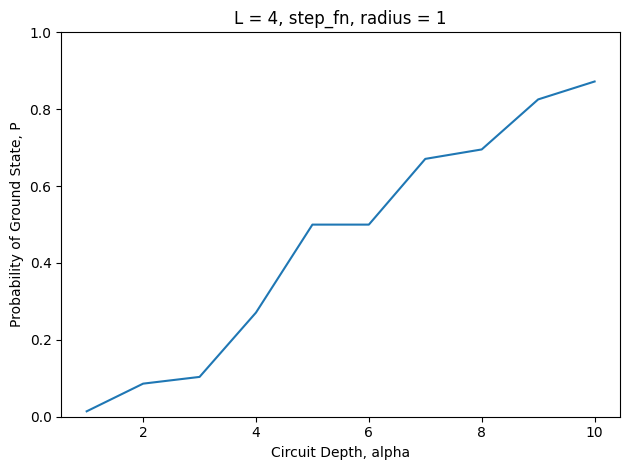 L = 4, step_fn, radius = 1
Probability of Ground State, P
1.0
0.8
0.6
0.4
0.2
0.0
2 4 6 8 10
Circuit Depth, alpha